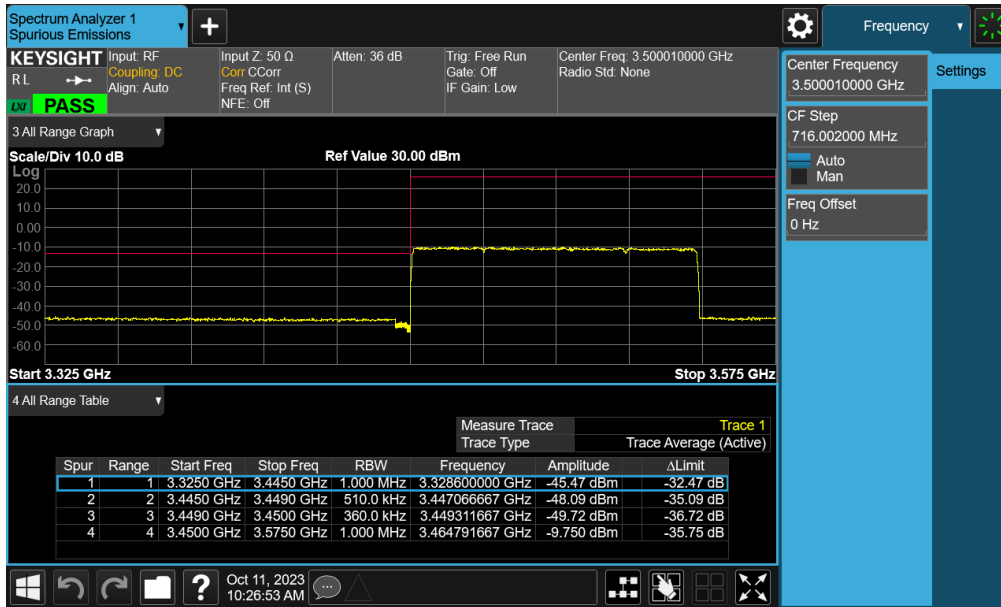 Spectrum Analyzer 1
Spurious Emissions
+
Frequency
KEYSIGHT
R L
LXI
PASS
Input: RF
Coupling: DC
Align: Auto
Input Z: 50 Ω
Corr CCorr
Freq Ref: Int (S)
NFE: Off
Atten: 36 dB
Trig: Free Run
Gate: Off
IF Gain: Low
Center Freq: 3.500010000 GHz
Radio Std: None
Center Frequency
3.500010000 GHz
Settings
CF Step
716.002000 MHz
Auto
Man
Freq Offset
0 Hz
3 All Range Graph
Scale/Div 10.0 dB
Ref Value 30.00 dBm
Log
20.0
10.0
0.00
-10.0
-20.0
-30.0
-40.0
-50.0
-60.0
Start 3.325 GHz
Stop 3.575 GHz
4 All Range Table
Measure Trace Trace 1
Trace Type Trace Average (Active)
Spur Range Start Freq Stop Freq RBW Frequency Amplitude ΔLimit
1 1 3.3250 GHz 3.4450 GHz 1.000 MHz 3.328600000 GHz -45.47 dBm -32.47 dB
2 2 3.4450 GHz 3.4490 GHz 510.0 kHz 3.447066667 GHz -48.09 dBm -35.09 dB
3 3 3.4490 GHz 3.4500 GHz 360.0 kHz 3.449311667 GHz -49.72 dBm -36.72 dB
4 4 3.4500 GHz 3.5750 GHz 1.000 MHz 3.464791667 GHz -9.750 dBm -35.75 dB
?
Oct 11, 2023
10:26:53 AM